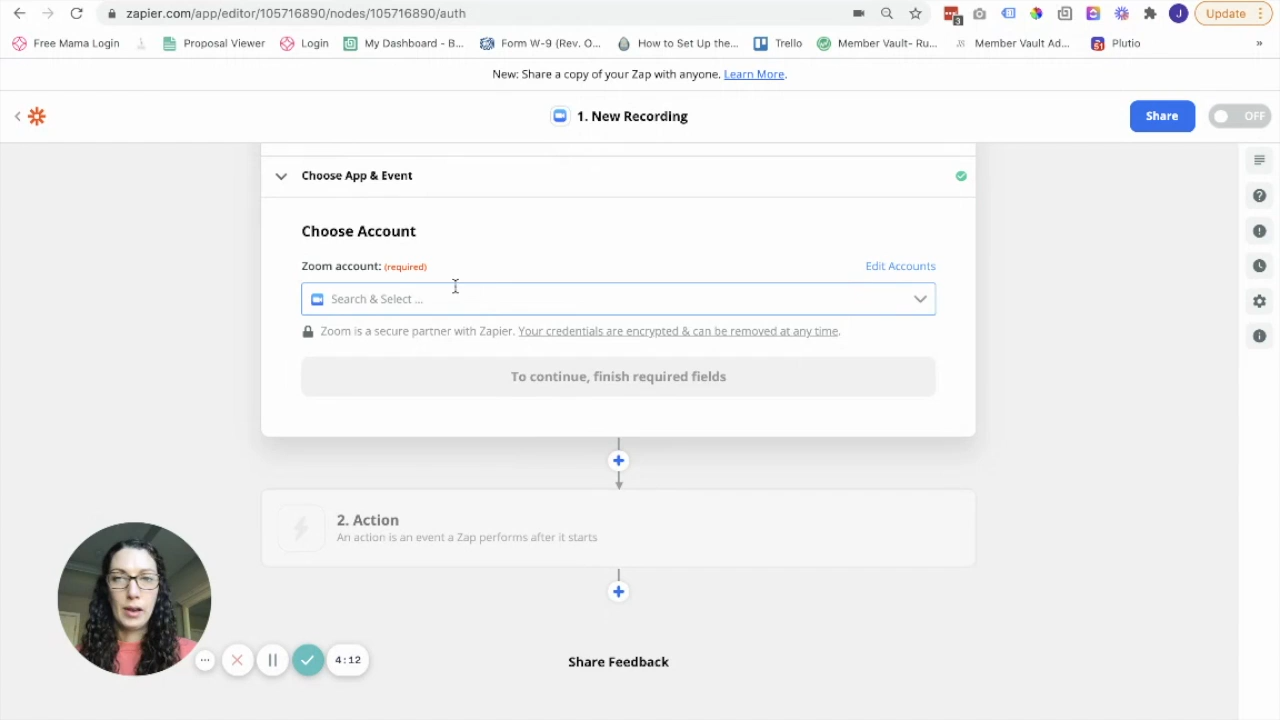 zapier.com/app/editor/105716890/nodes/105716890/auth
3
J
Update
Free Mama Login
Proposal Viewer
Login
My Dashboard - B...
Form W-9 (Rev. O...
How to Set Up the...
Trello
Member Vault- Ru...
JS
Member Vault Ad...
51
Plutio
»
New: Share a copy of your Zap with anyone. Learn More.
1. New Recording
Share
OFF
Choose App & Event
Choose Account
Zoom account: (required)
Edit Accounts
Search & Select ...
Zoom is a secure partner with Zapier. Your credentials are encrypted & can be removed at any time.
To continue, finish required fields
2. Action
An action is an event a Zap performs after it starts
4:12
Share Feedback